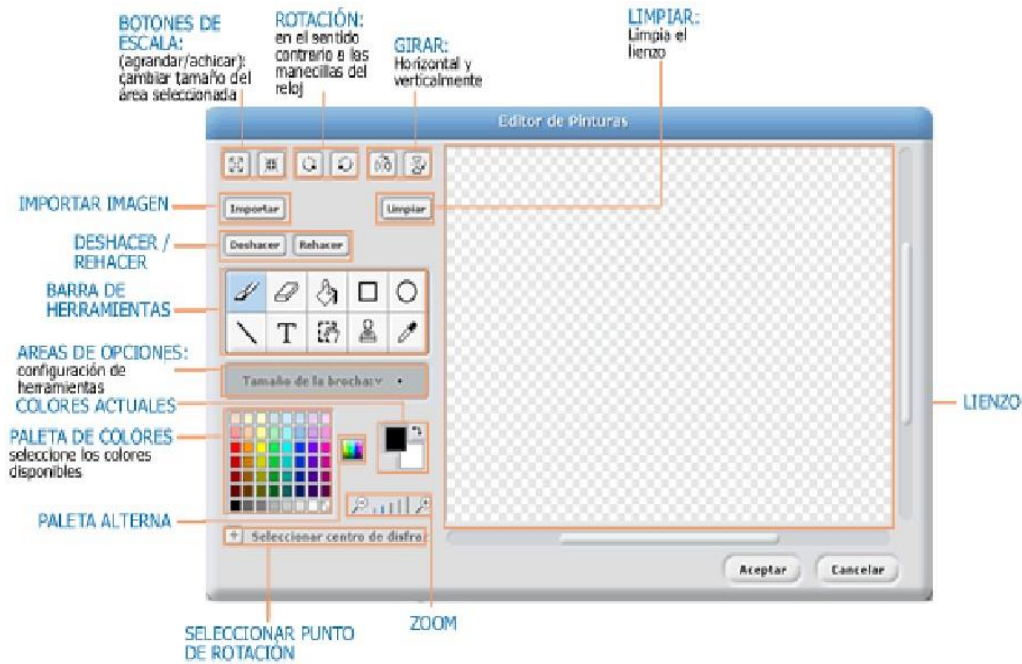 BOTONES DE
ESCALA:
(agrandar/achicar):
cambiar tamaño del
área seleccionada
ROTACIÓN:
en el sentido
contrario a las
manecillas del
reloj
GIRAR:
Horizontal y
verticalmente
LIMPIAR:
Limpia el
lienzo
Editor de Pinturas
IMPORTAR IMAGEN
Importar
Limpiar
DESHACER /
REHACER
Deshacer
Rehacer
BARRA DE
HERRAMIENTAS
T
AREAS DE OPCIONES:
configuración de
herramientas
Tamaño de la brocha:
COLORES ACTUALES
PALETA DE COLORES
seleccione los colores
disponibles
LIENZO
PALETA ALTERNA
Seleccionar centro de disfraz
Aceptar
Cancelar
ZOOM
SELECCIONAR PUNTO
DE ROTACIÓN